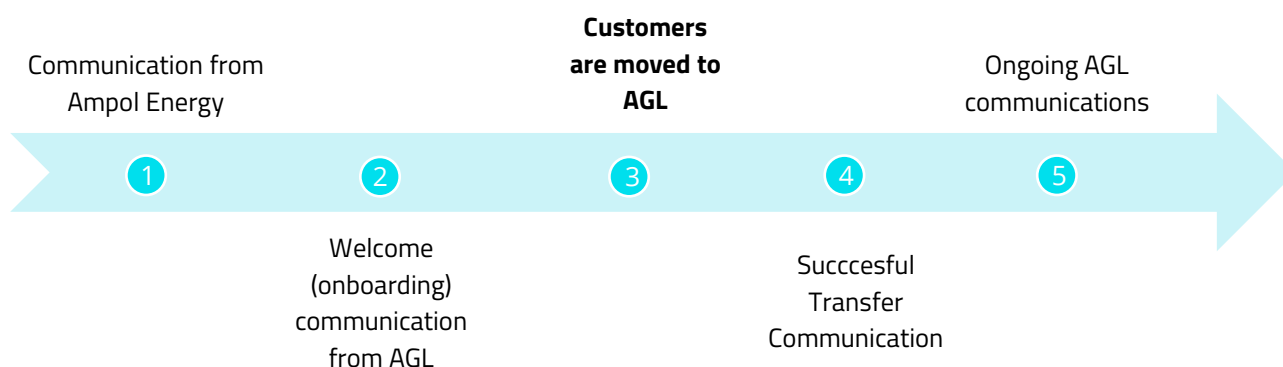 Communication from
Ampol Energy
Customers
are moved to
AGL
Ongoing AGL
communications
1
2
3
4
5
Welcome
(onboarding)
communication
from AGL
Succcesful
Transfer
Communication